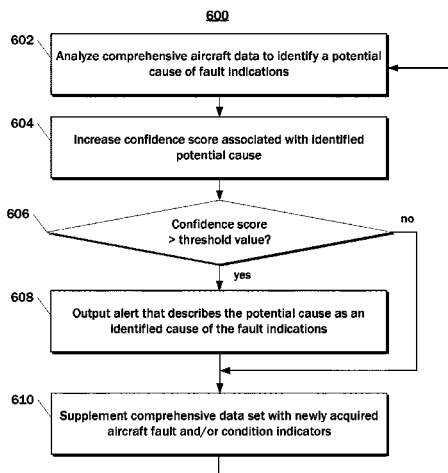 600
602
Analyze comprehensive aircraft data to identify a potential
cause of fault indications
604
Increase confidence score associated with identified
potential cause
606
Confidence score
> threshold value?
no
yes
608
Output alert that describes the potential cause as an
identified cause of the fault indications
610
Supplement comprehensive data set with newly acquired
aircraft fault and/or condition indicators